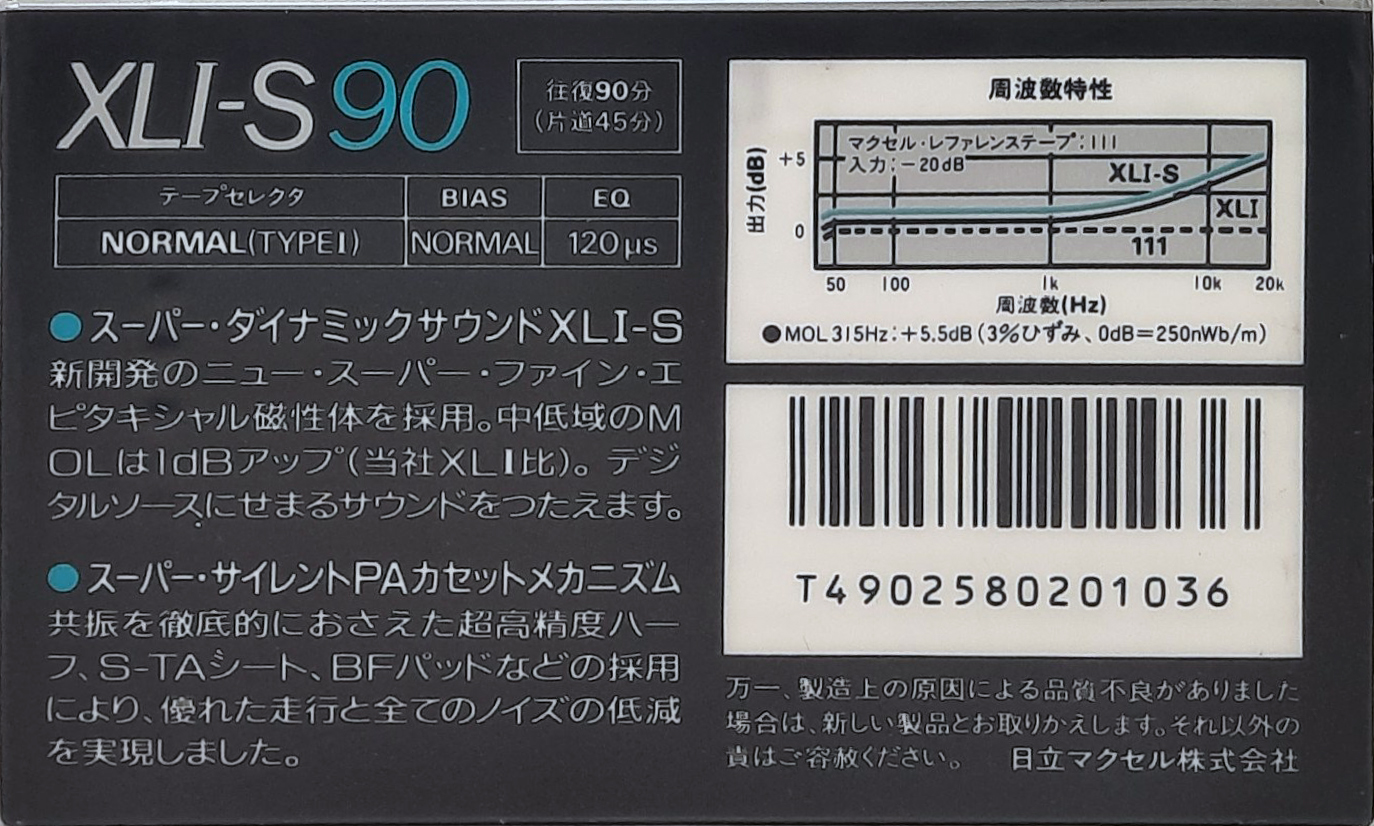 XLI-S90
往復90分
(片道45分)
テープセレクタ BIAS EQ
NORMAL(TYPEI) NORMAL 120μs
●スーパー・ダイナミックサウンドXLI-S
新開発のニュー・スーパー・ファイン・エ
ピタキシャル磁性体を採用。中低域のM
OLは1dBアップ(当社XLI比)。デジ
タルソースにせまるサウンドをつたえます。
●スーパー・サイレントPAカセットメカニズム
共振を徹底的におさえた超高精度ハー
フ、S-TAシート、BFパッドなどの採用
により、優れた走行と全てのノイズの低減
を実現しました。
周波数特性
マクセル・レファレンステープ:111
入力:-20dB
出力(dB)
+5
0
XLI-S
XLI
111
50 100 1k 10k 20k
周波数(Hz)
●MOL315Hz:+5.5dB(3%ひずみ、0dB=250nWb/m)
T4902580201036
万一、製造上の原因による品質不良がありました
場合は、新しい製品とお取りかえします。それ以外の
責はご容赦ください。 日立マクセル株式会社